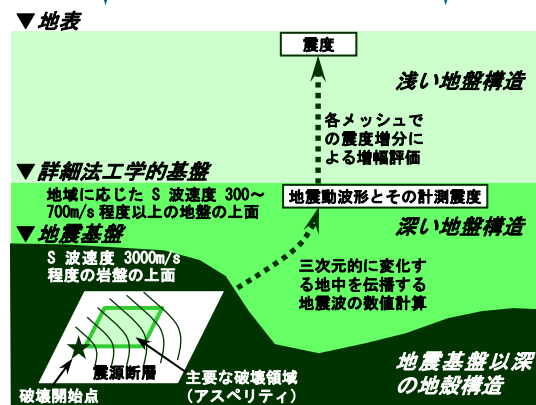 ▼地表
震度
浅い地盤構造
各メッシュで
の震度増分に
よる増幅評価
▼詳細法工学的基盤
地域に応じた S 波速度 300~
700m/s 程度以上の地盤の上面
地震動波形とその計測震度
深い地盤構造
▼地震基盤
S 波速度 3000m/s
程度の岩盤の上面
三次元的に変化す
る地中を伝播する
地震波の数値計算
震源断層
破壊開始点
主要な破壊領域
(アスペリティ)
地震基盤以深
の地殻構造